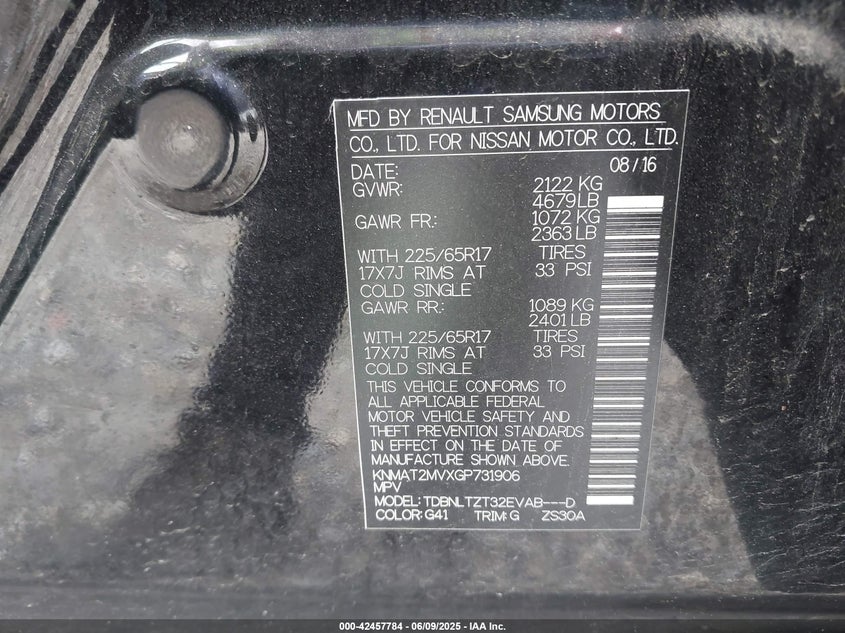 MFD BY RENAULT SAMSUNG MOTORS
CO., LTD. FOR NISSAN MOTOR CO., LTD.
DATE: 08/16
GVWR: 2122 KG
4679LB
GAWR FR: 1072 KG
2363 LB
WITH 225/65R17 TIRES
17X7J RIMS AT 33 PSI
COLD SINGLE
GAWR RR: 1089 KG
2401 LB
WITH 225/65R17 TIRES
17X7J RIMS AT 33 PSI
COLD SINGLE
THIS VEHICLE CONFORMS TO
ALL APPLICABLE FEDERAL
MOTOR VEHICLE SAFETY AND
THEFT PREVENTION STANDARDS
IN EFFECT ON THE DATE OF
MANUFACTURE SHOWN ABOVE.
KNMAT2MVXGP731906
MPV
MODEL: TDBNLTZT32EVAB---D
COLOR: G41 TRIM: G ZS30A
000-42457784 - 06/09/2025 - IAA Inc.